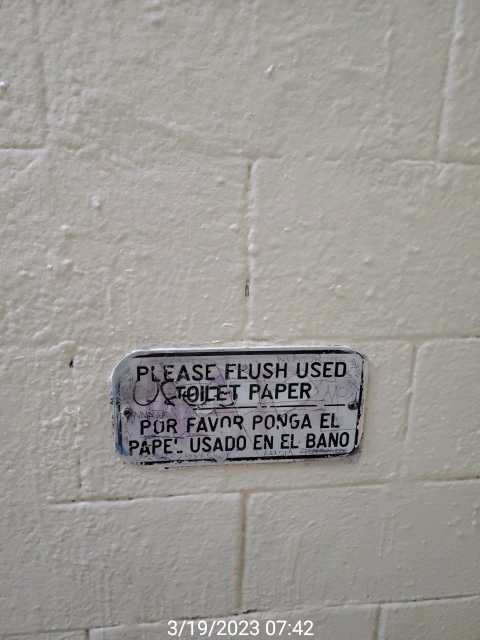 PLEASE FLUSH USED
TOILET PAPER
POR FAVOR PONGA EL
PAPEL USADO EN EL BANO
3/19/2023 07:42